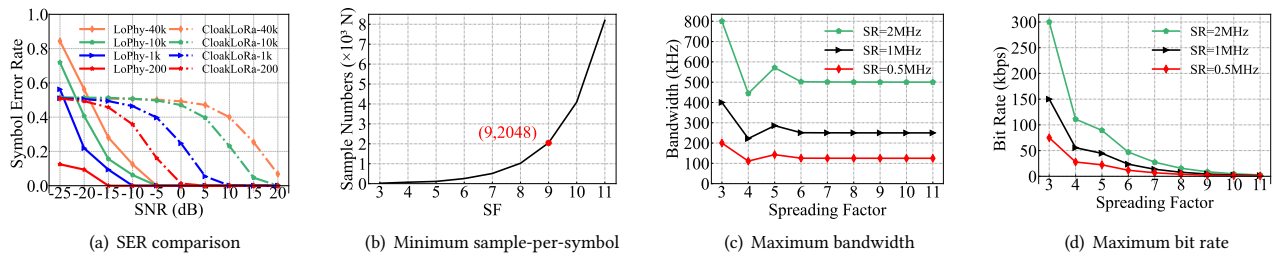 Symbol Error Rate
1.0
0.8
0.6
0.4
0.2
0.0
LoPhy-40k
LoPhy-10k
LoPhy-1k
LoPhy-200
CloakLoRa-40k
CloakLoRa-10k
CloakLoRa-1k
CloakLoRa-200
-25 -20 -15 -10 -5 0 5 10 15 20
SNR (dB)
(a) SER comparison
Sample Numbers (× 10³ N)
8
7
6
5
4
3
2
1
0
(9,2048)
3 4 5 6 7 8 9 10 11
SF
(b) Minimum sample-per-symbol
Bandwidth (kHz)
800
700
600
500
400
300
200
100
0
SR=2MHz
SR=1MHz
SR=0.5MHz
3 4 5 6 7 8 9 10 11
Spreading Factor
(c) Maximum bandwidth
Bit Rate (kbps)
300
250
200
150
100
50
0
SR=2MHz
SR=1MHz
SR=0.5MHz
3 4 5 6 7 8 9 10 11
Spreading Factor
(d) Maximum bit rate